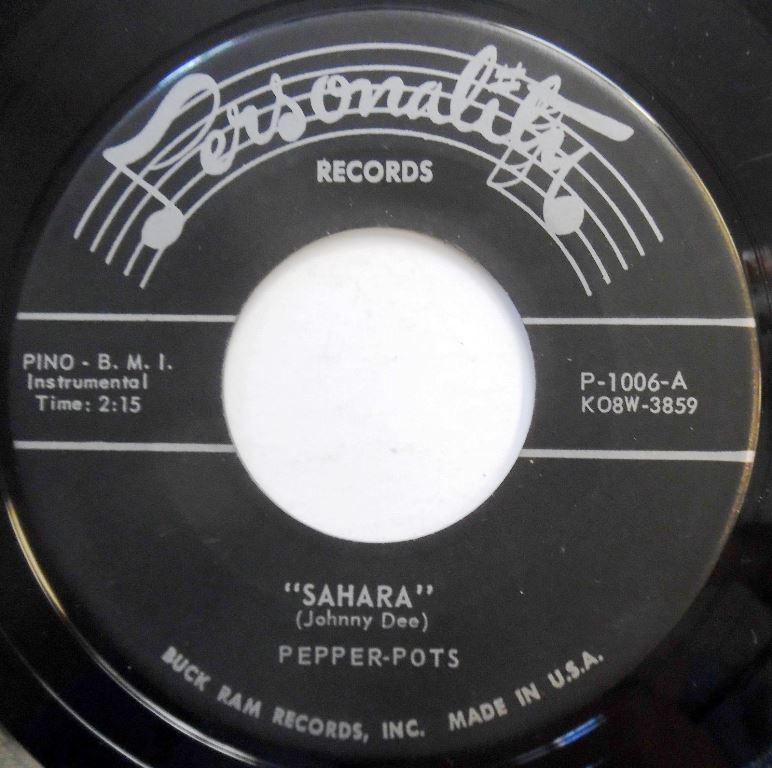 Personality
RECORDS
PINO - B. M. I.
Instrumental
Time: 2:15
P-1006-A
KO8W-3859
"SAHARA"
(Johnny Dee)
PEPPER-POTS
BUCK RAM RECORDS, INC. MADE IN U.S.A.